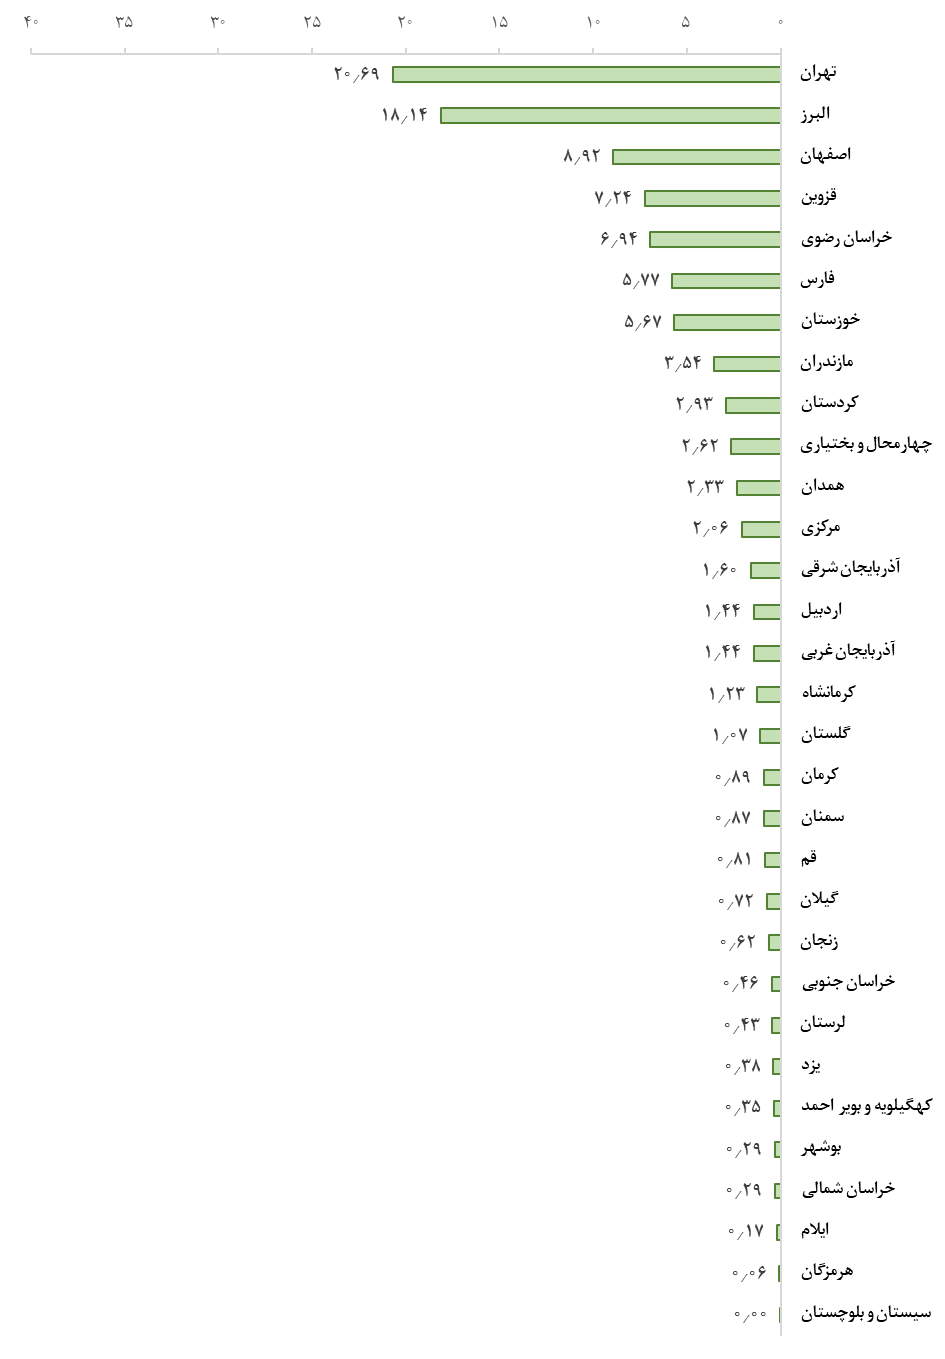 ۰ ۵ ۱۰ ۱۵ ۲۰ ۲۵ ۳۰ ۳۵ ۴۰
تهران ۲۰٫۶۹
البرز ۱۸٫۱۴
اصفهان ۸٫۹۲
قزوین ۷٫۲۴
خراسان رضوی ۶٫۹۴
فارس ۵٫۷۷
خوزستان ۵٫۶۷
مازندران ۳٫۵۴
کردستان ۲٫۹۳
چهارمحال و بختیاری ۲٫۶۲
همدان ۲٫۳۳
مرکزی ۲٫۰۶
آذربایجان شرقی ۱٫۶۰
اردبیل ۱٫۴۴
آذربایجان غربی ۱٫۴۴
کرمانشاه ۱٫۲۳
گلستان ۱٫۰۷
کرمان ۰٫۸۹
سمنان ۰٫۸۷
قم ۰٫۸۱
گیلان ۰٫۷۲
زنجان ۰٫۶۲
خراسان جنوبی ۰٫۴۶
لرستان ۰٫۴۳
یزد ۰٫۳۸
کهگیلویه و بویر احمد ۰٫۳۵
بوشهر ۰٫۲۹
خراسان شمالی ۰٫۲۹
ایلام ۰٫۱۷
هرمزگان ۰٫۰۶
سیستان و بلوچستان ۰٫۰۰